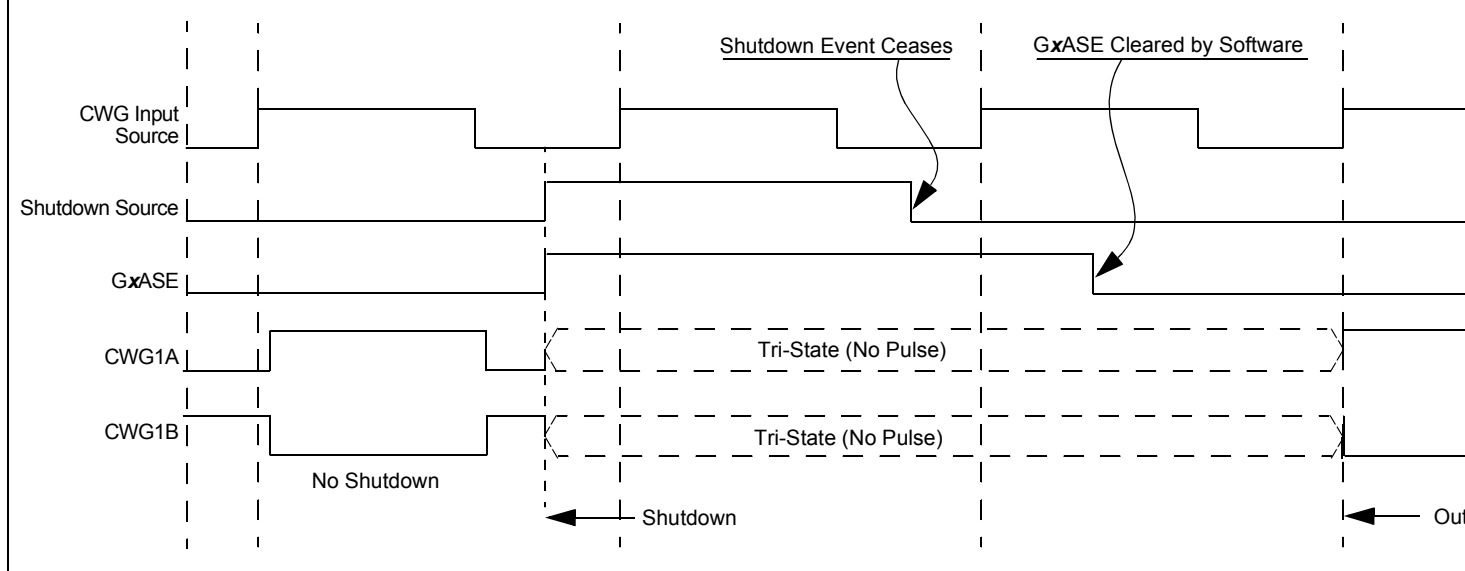 Shutdown Event Ceases
GxASE Cleared by Software
CWG Input
Source
Shutdown Source
GxASE
CWG1A
Tri-State (No Pulse)
CWG1B
Tri-State (No Pulse)
No Shutdown
Shutdown
Out